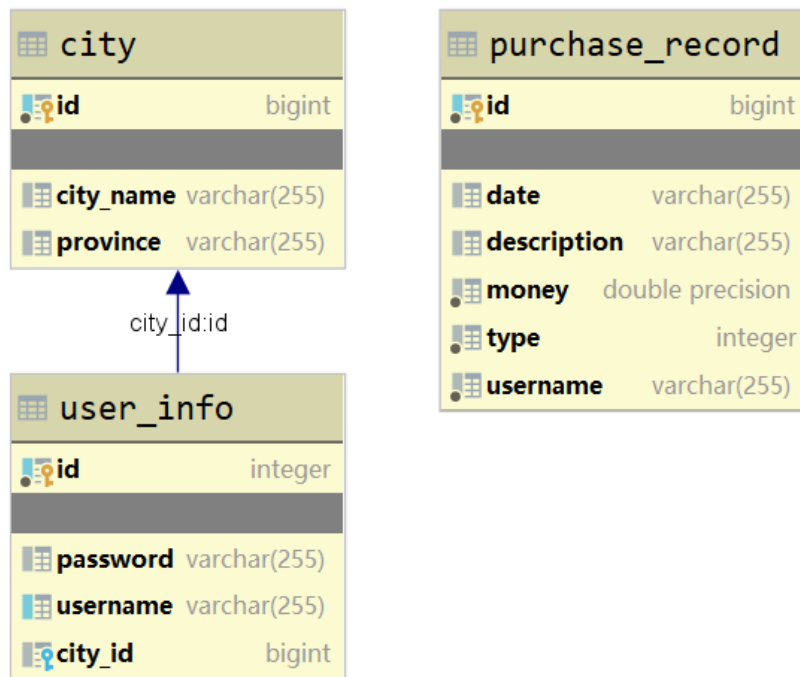 city
id bigint
city_name varchar(255)
province varchar(255)
city_id:id
user_info
id integer
password varchar(255)
username varchar(255)
city_id bigint
purchase_record
id bigint
date varchar(255)
description varchar(255)
money double precision
type integer
username varchar(255)